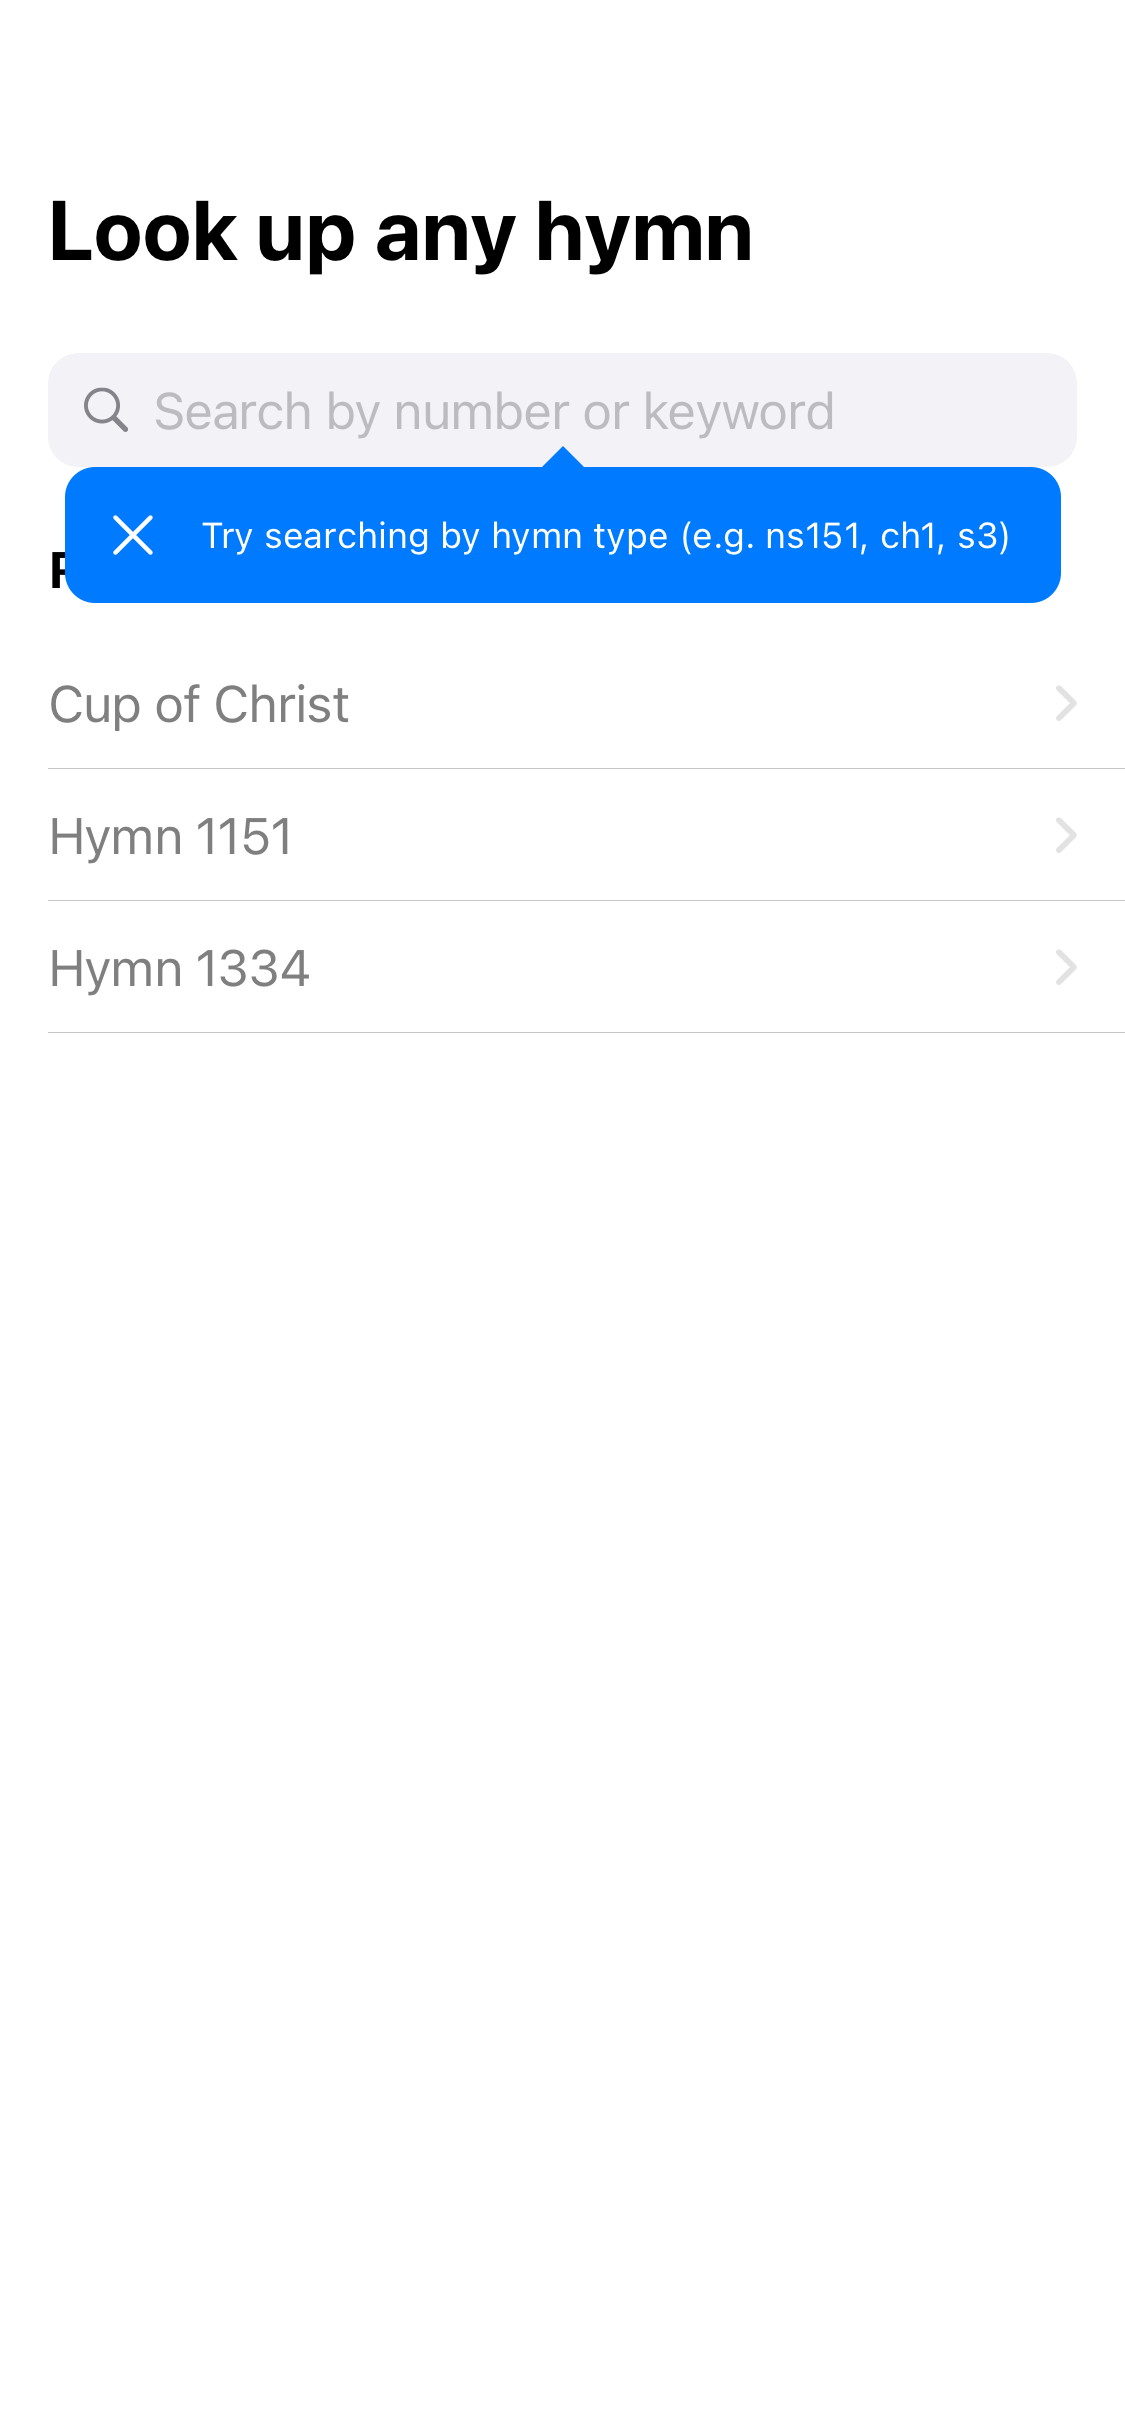 Look up any hymn
Search by number or keyword
Try searching by hymn type (e.g. ns151, ch1, s3)
Cup of Christ
Hymn 1151
Hymn 1334